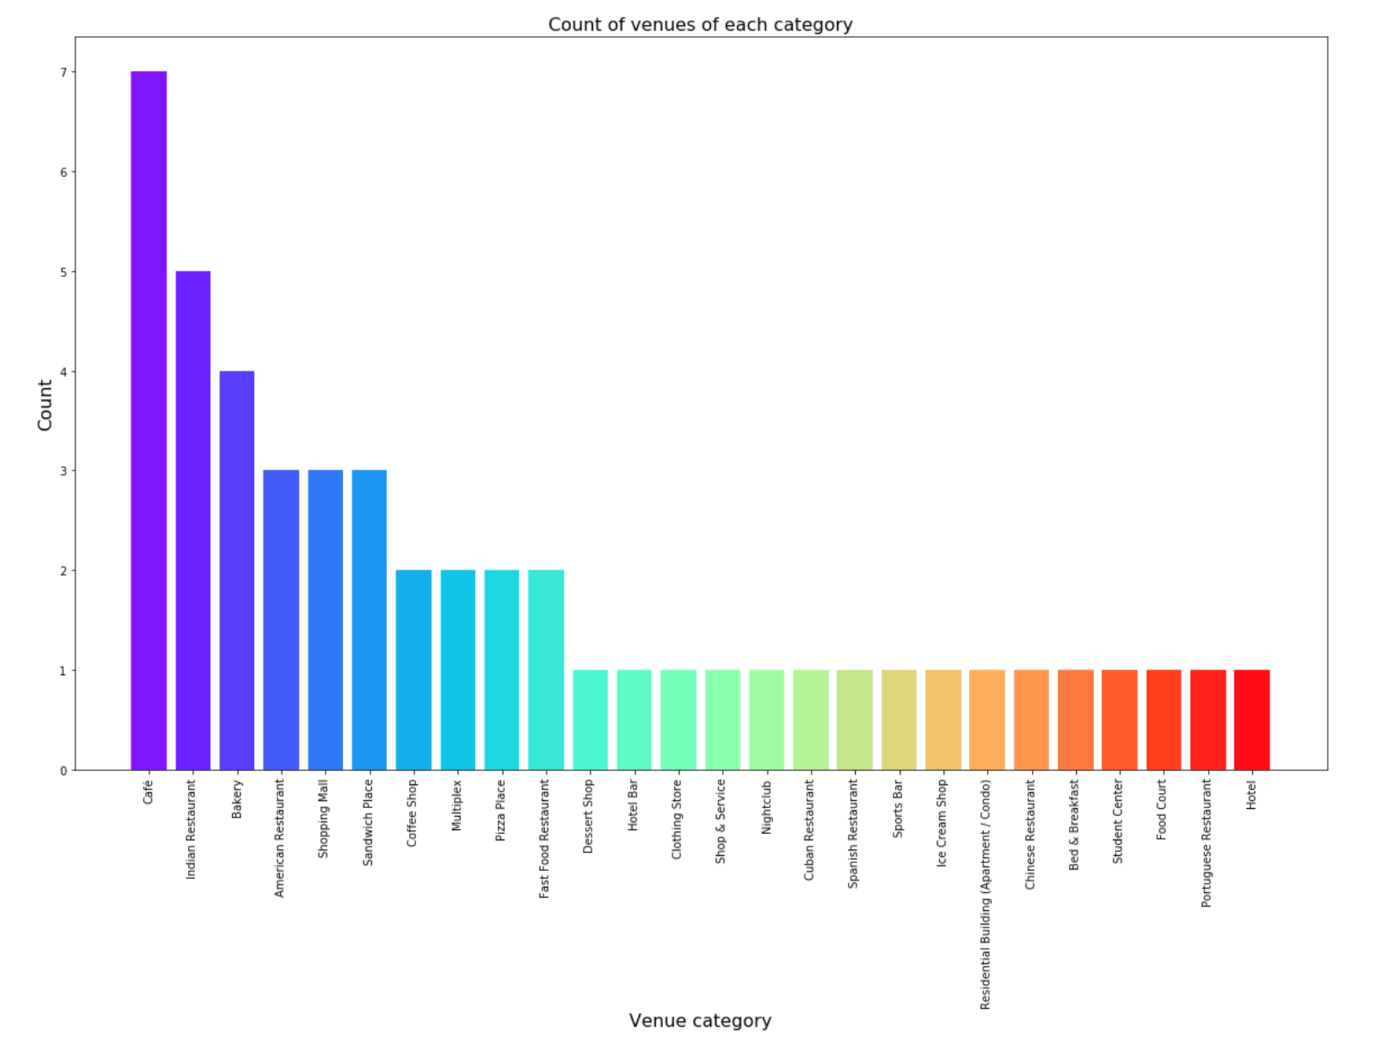 Count of venues of each category
Count
7
6
5
4
3
2
1
0
Café
Indian Restaurant
Bakery
American Restaurant
Shopping Mall
Sandwich Place
Coffee Shop
Multiplex
Pizza Place
Fast Food Restaurant
Dessert Shop
Hotel Bar
Clothing Store
Shop & Service
Nightclub
Cuban Restaurant
Spanish Restaurant
Sports Bar
Ice Cream Shop
Residential Building (Apartment / Condo)
Chinese Restaurant
Bed & Breakfast
Student Center
Food Court
Portuguese Restaurant
Hotel
Venue category